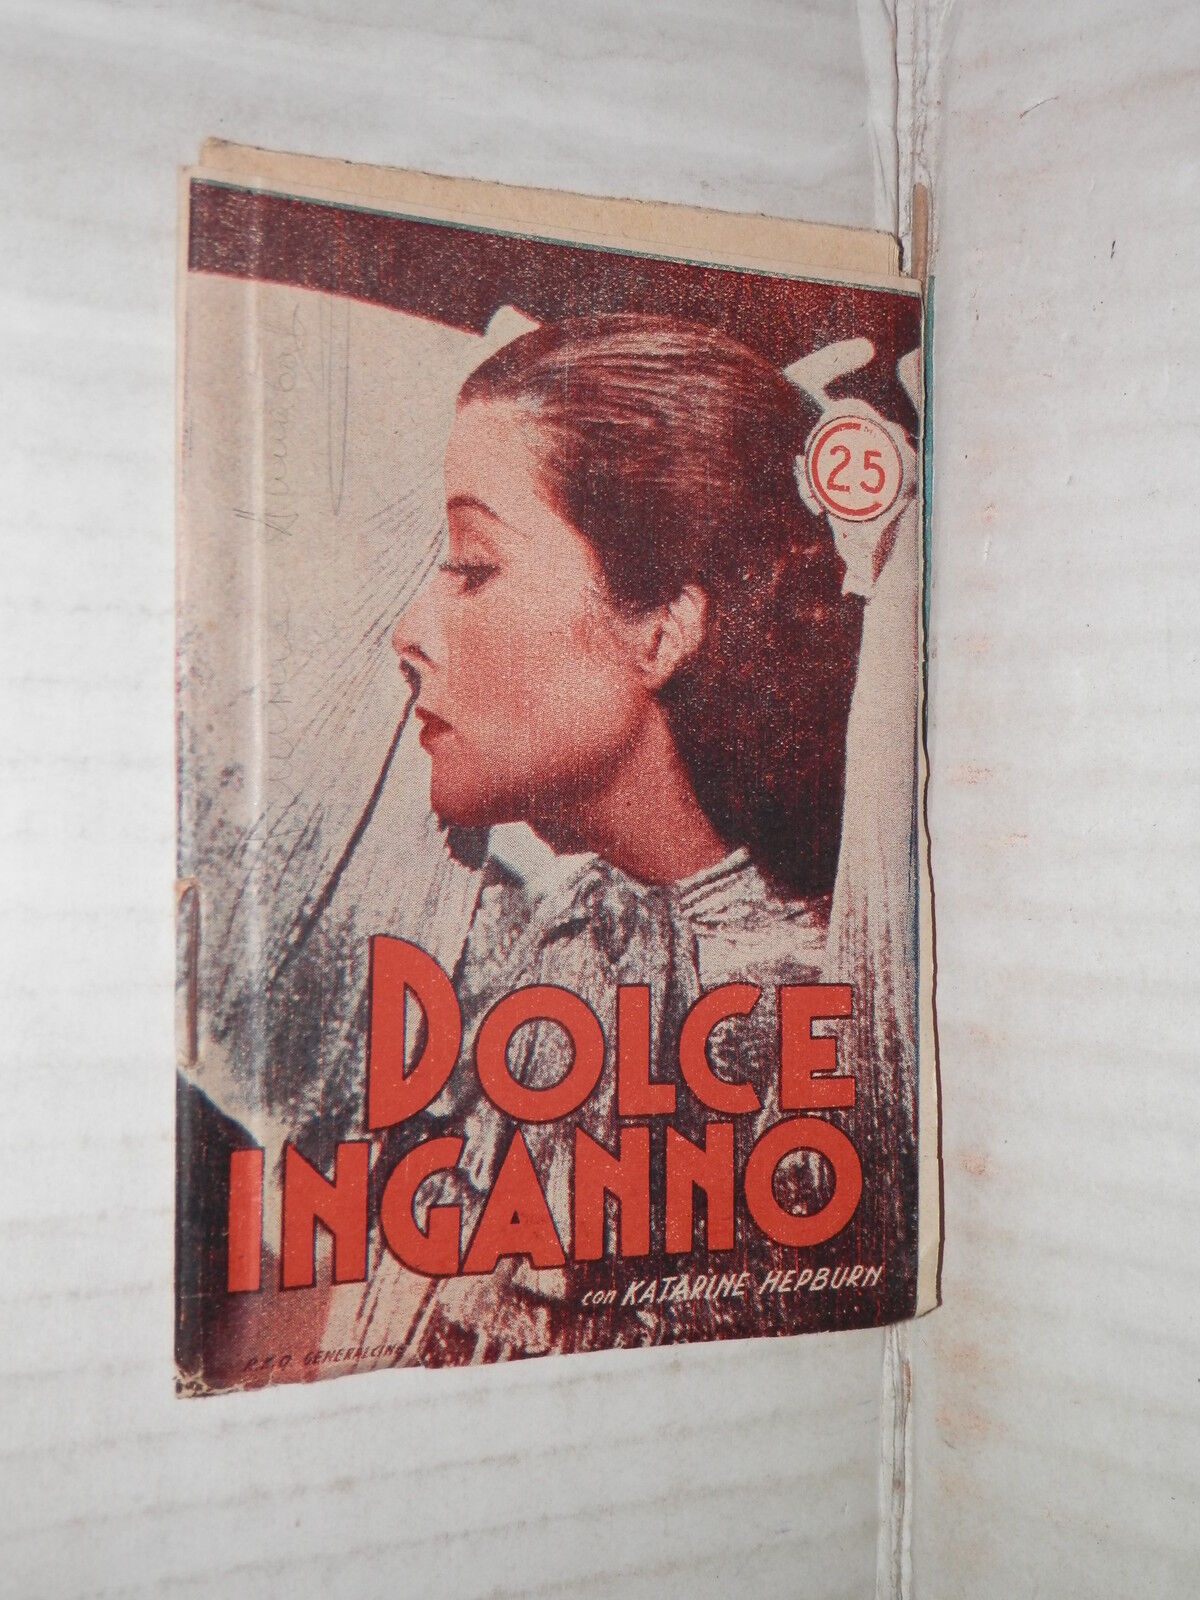 25
DOLCE
INGANNO
con KATARINE HEPBURN
R.K.O. GENERALCINE